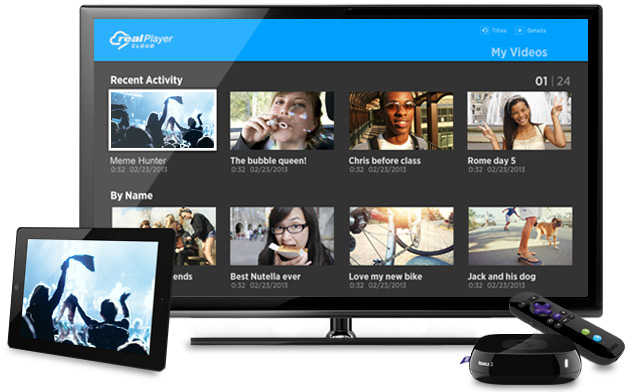 realPlayer
CLOUD
Titles
Details
My Videos
Recent Activity
01 | 24
Meme Hunter
0:32 02/23/2013
The bubble queen!
0:32 02/23/2013
Chris before class
0:32 02/23/2013
Rome day 5
0:32 02/23/2013
By Name
ends
2/23/2013
Best Nutella ever
0:32 02/23/2013
Love my new bike
0:32 02/23/2013
Jack and his dog
0:32 02/23/2013
Roku 3